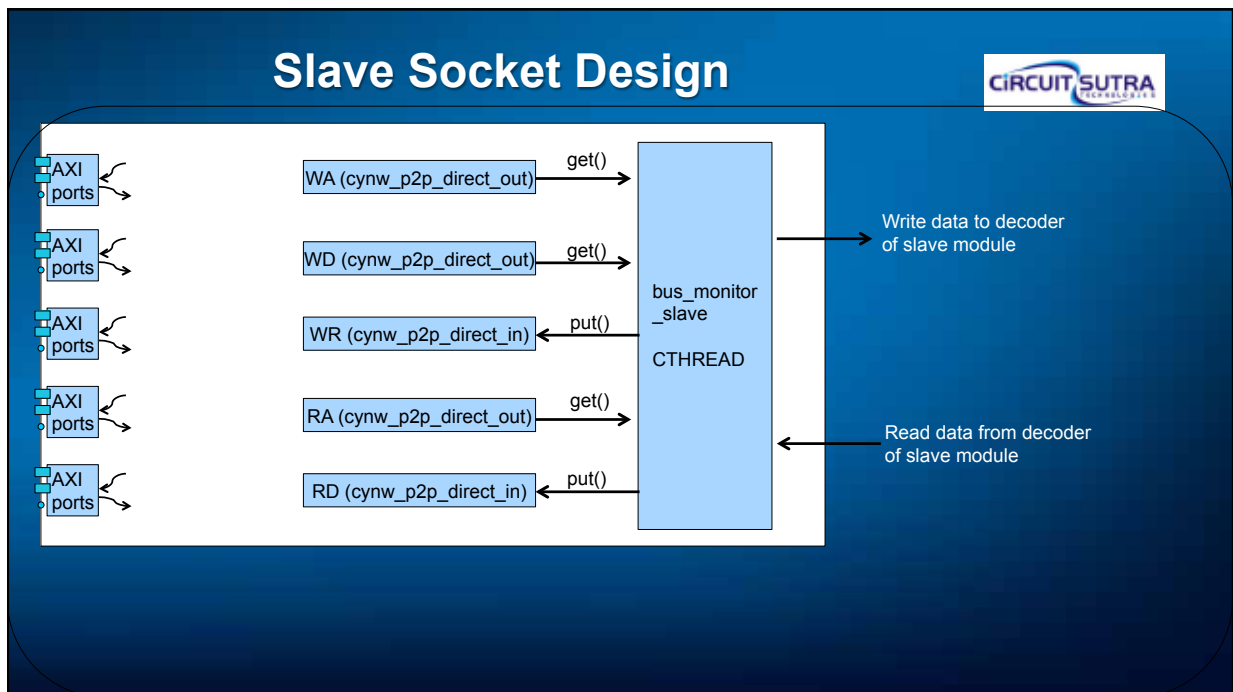 Slave Socket Design
CiRCUIT SUTRA
TECHNOLOGIES
AXI
ports
WA (cynw_p2p_direct_out)
get()
AXI
ports
WD (cynw_p2p_direct_out)
get()
AXI
ports
WR (cynw_p2p_direct_in)
put()
AXI
ports
RA (cynw_p2p_direct_out)
get()
AXI
ports
RD (cynw_p2p_direct_in)
put()
bus_monitor
_slave
CTHREAD
Write data to decoder
of slave module
Read data from decoder
of slave module